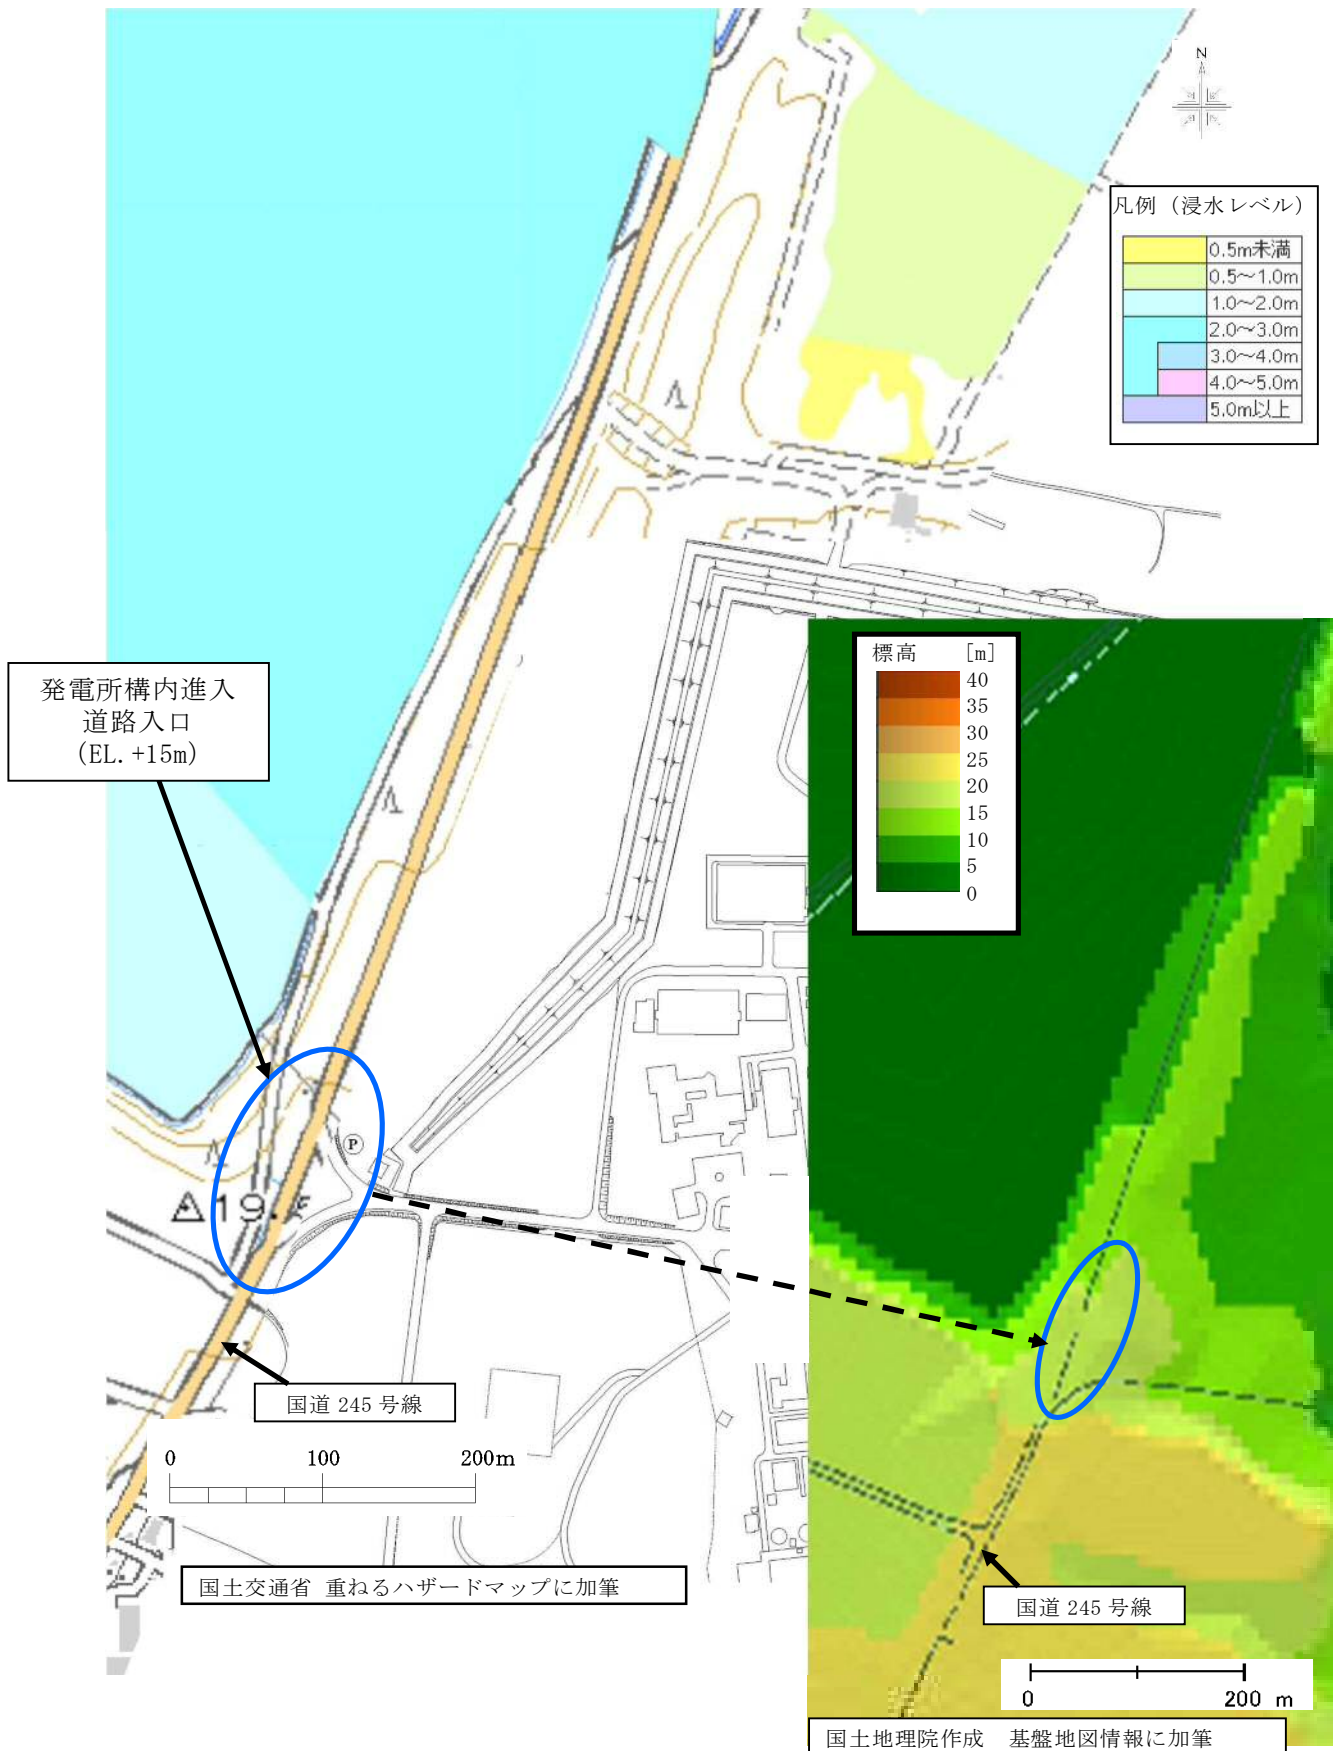 N
凡例（浸水レベル）
0.5m未満
0.5～1.0m
1.0～2.0m
2.0～3.0m
3.0～4.0m
4.0～5.0m
5.0m以上
発電所構内進入
道路入口
(EL.+15m)
標高 [m]
40
35
30
25
20
15
10
5
0
P
19.
国道 245 号線
0 100 200m
国土交通省 重ねるハザードマップに加筆
国道 245 号線
0 200 m
国土地理院作成 基盤地図情報に加筆